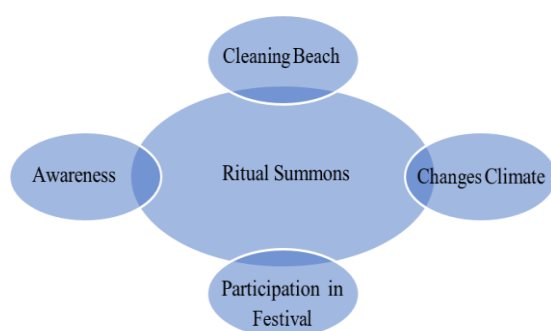 Cleaning Beach
Awareness
Ritual Summons
Changes Climate
Participation in
Festival